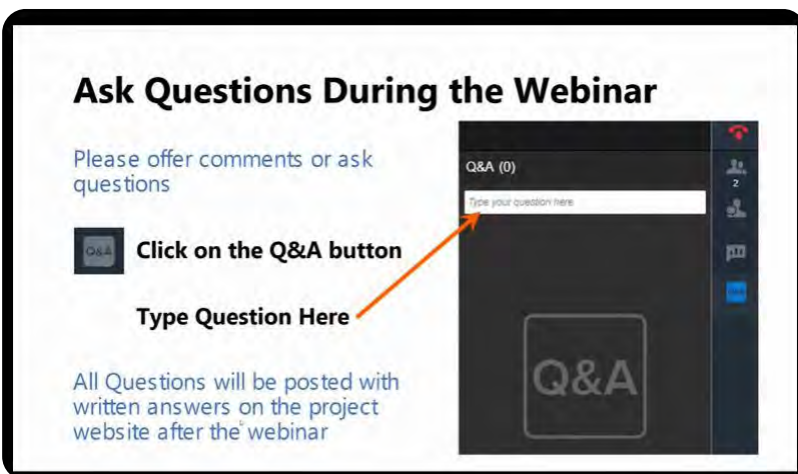 Ask Questions During the Webinar
Please offer comments or ask
questions
Q&A
Click on the Q&A button
Type Question Here
All Questions will be posted with
written answers on the project
website after the webinar
Q&A (0)
Type your question here
2
Q&A